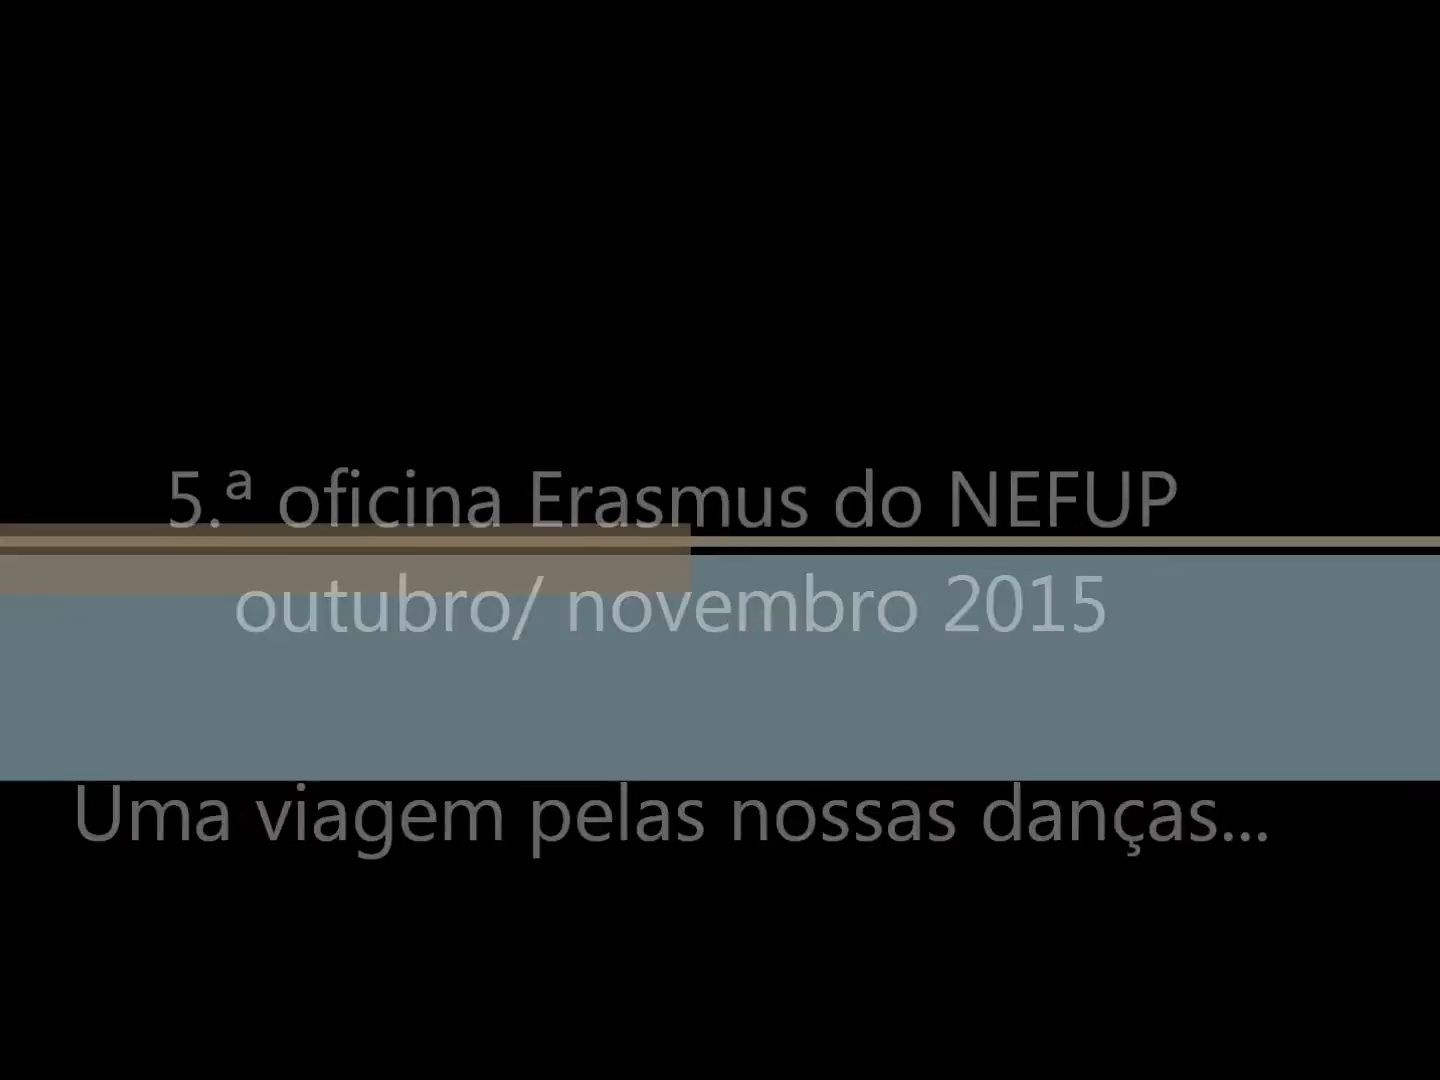 5.ª oficina Erasmus do NEFUP
outubro/ novembro 2015
Uma viagem pelas nossas danças...